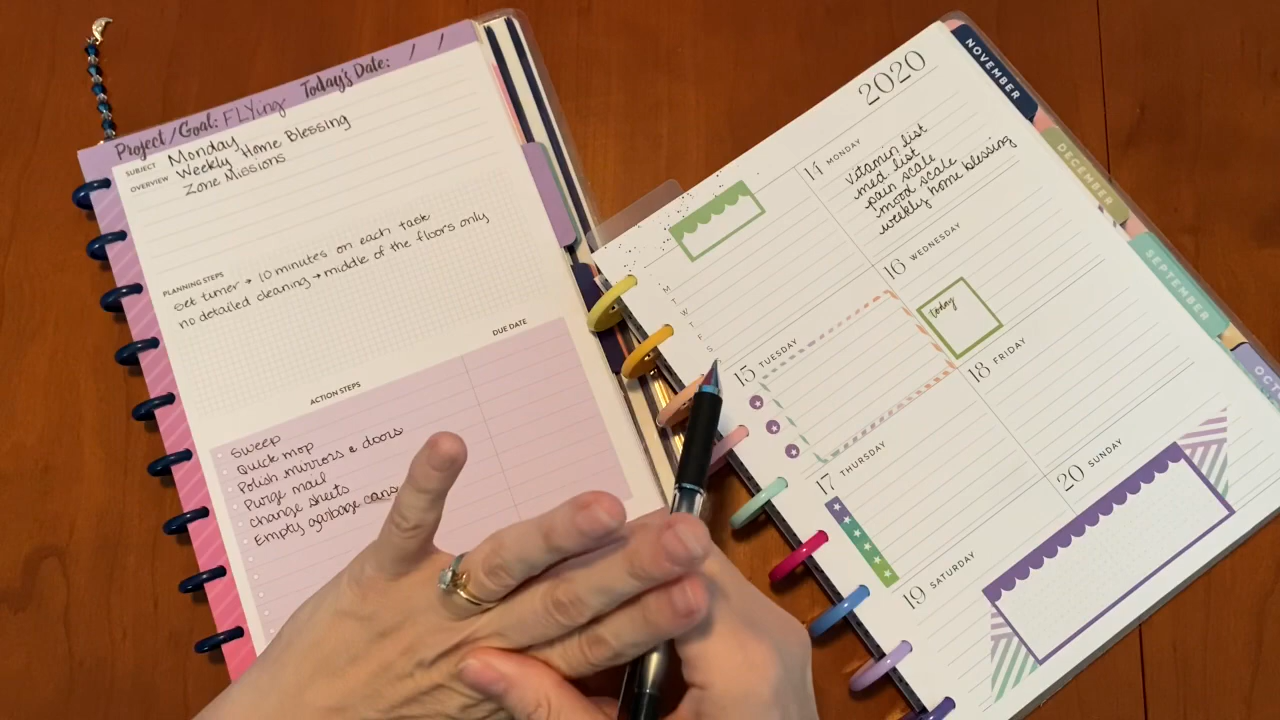 Project/Goal: FLYing Today's Date: / /
SUBJECT Monday
OVERVIEW Weekly Home Blessing
Zone Missions
PLANNING STEPS
set timer → 10 minutes on each task
no detailed cleaning → middle of the floors only
DUE DATE
ACTION STEPS
Sweep
Quick mop
Polish mirrors & doors
Purge mail
Change sheets
Empty garbage cans
2020
14 MONDAY
vitamin list
med. list
pain scale
mood scale
weekly home blessing
M
T
W
T
F
S
15 TUESDAY
16 WEDNESDAY
today
17 THURSDAY
18 FRIDAY
19 SATURDAY
20 SUNDAY
NOVEMBER
DECEMBER
SEPTEMBER